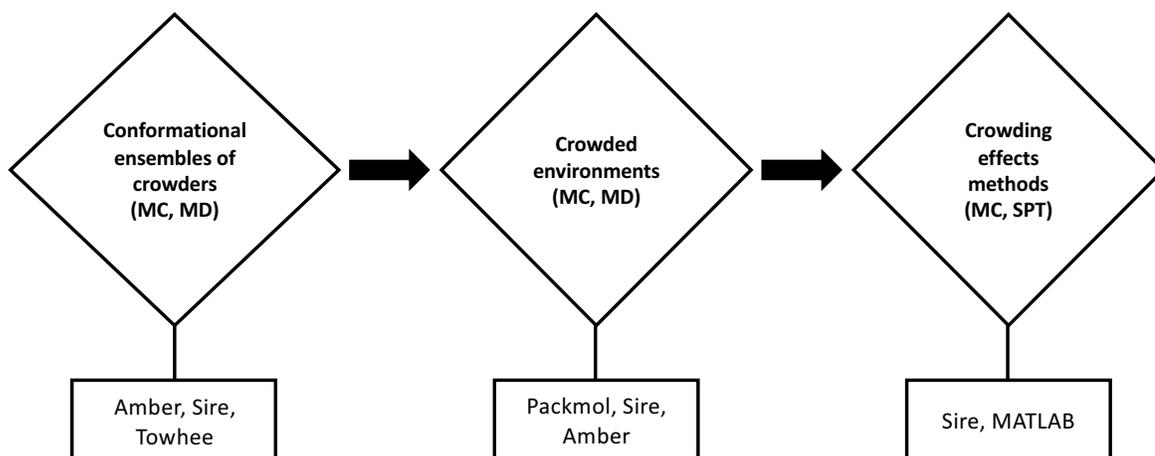 Conformational
ensembles of
crowders
(MC, MD)
Crowded
environments
(MC, MD)
Crowding
effects
methods
(MC, SPT)
Amber, Sire,
Towhee
Packmol, Sire,
Amber
Sire, MATLAB